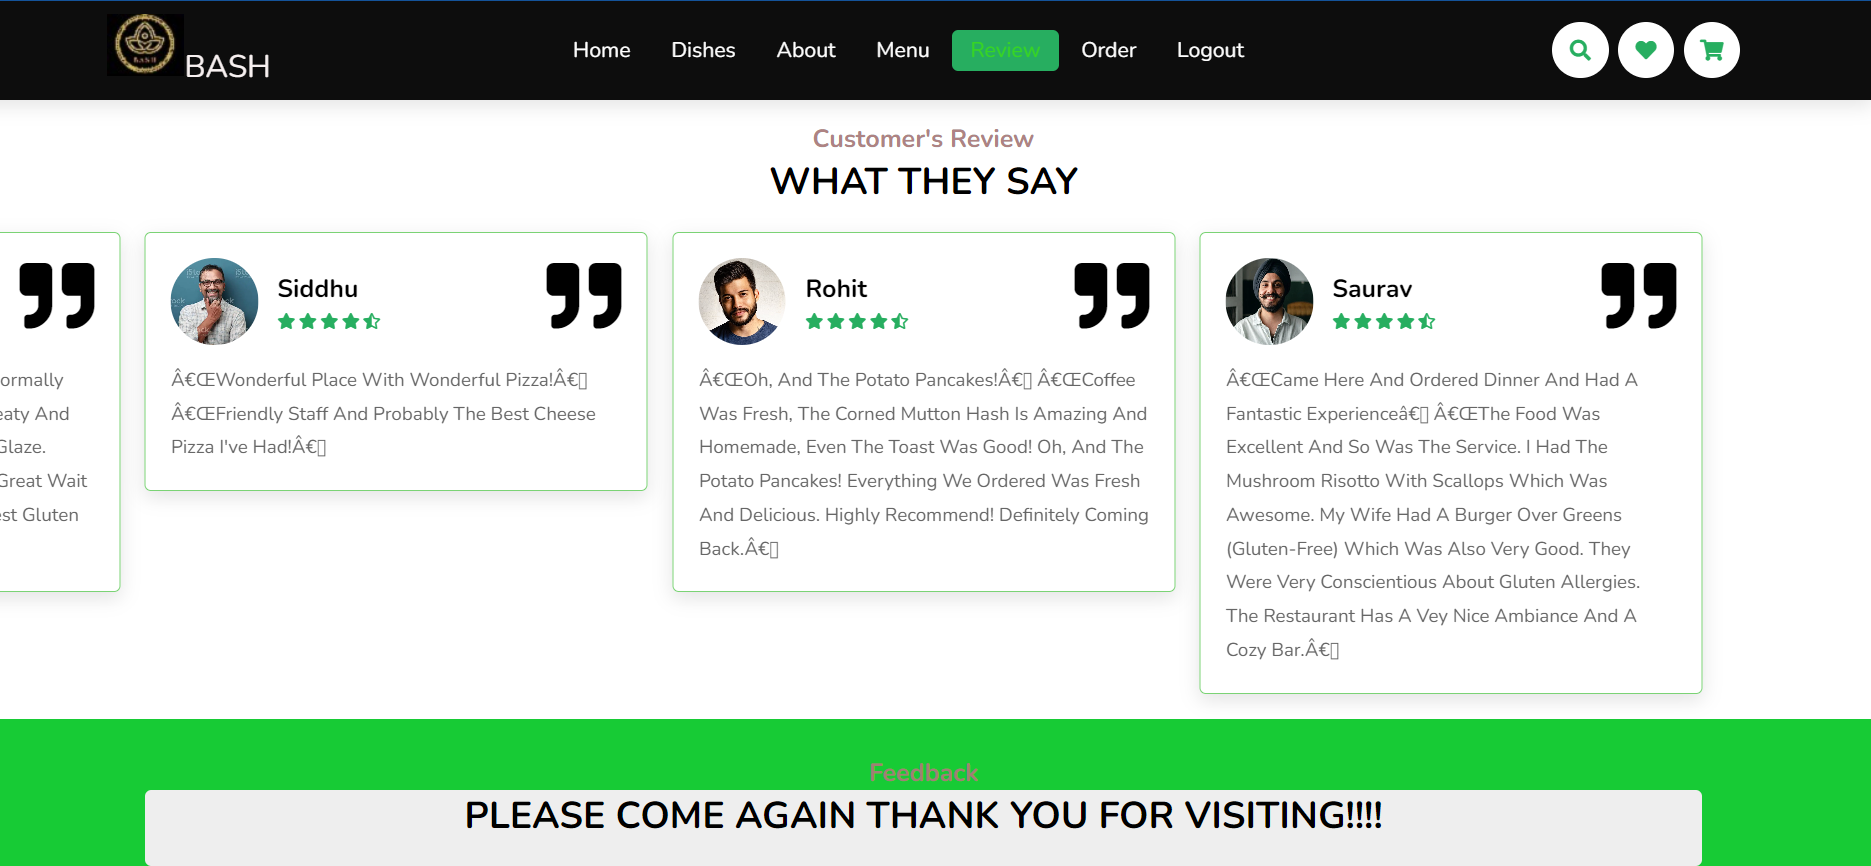 BASH
BASH
Home Dishes About Menu Review Order Logout
Customer's Review
WHAT THEY SAY
ormally
eaty And
Glaze.
Great Wait
est Gluten
Siddhu
Â€ŒWonderful Place With Wonderful Pizza!Â€▯
Â€ŒFriendly Staff And Probably The Best Cheese
Pizza I've Had!Â€▯
Rohit
Â€ŒOh, And The Potato Pancakes!Â€▯ Â€ŒCoffee
Was Fresh, The Corned Mutton Hash Is Amazing And
Homemade, Even The Toast Was Good! Oh, And The
Potato Pancakes! Everything We Ordered Was Fresh
And Delicious. Highly Recommend! Definitely Coming
Back.Â€▯
Saurav
Â€ŒCame Here And Ordered Dinner And Had A
Fantastic Experienceâ€▯ Â€ŒThe Food Was
Excellent And So Was The Service. I Had The
Mushroom Risotto With Scallops Which Was
Awesome. My Wife Had A Burger Over Greens
(Gluten-Free) Which Was Also Very Good. They
Were Very Conscientious About Gluten Allergies.
The Restaurant Has A Vey Nice Ambiance And A
Cozy Bar.Â€▯
Feedback
PLEASE COME AGAIN THANK YOU FOR VISITING!!!!